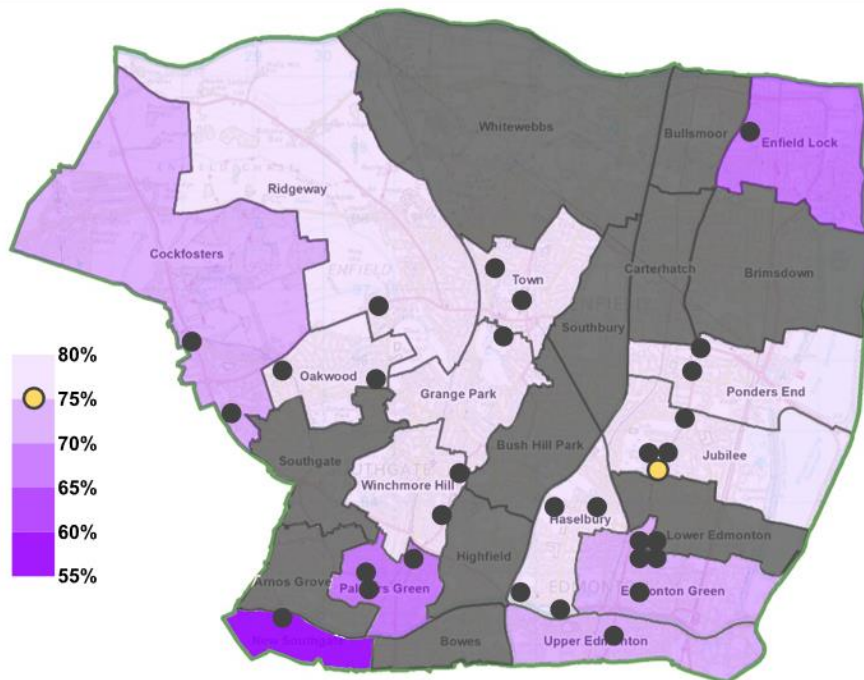 Whitewebbs
Bullsmoor
Enfield Lock
Ridgeway
Cockfosters
Town
Carterhatch
Brimsdown
Southbury
ENFIELD
80%
75%
70%
65%
60%
55%
Oakwood
Grange Park
Ponders End
Southgate
Bush Hill Park
Jubilee
Winchmore Hill
Haselbury
Lower Edmonton
Highfield
Arnos Grove
Palmers Green
Edmonton Green
New Southgate
Bowes
Upper Edmonton